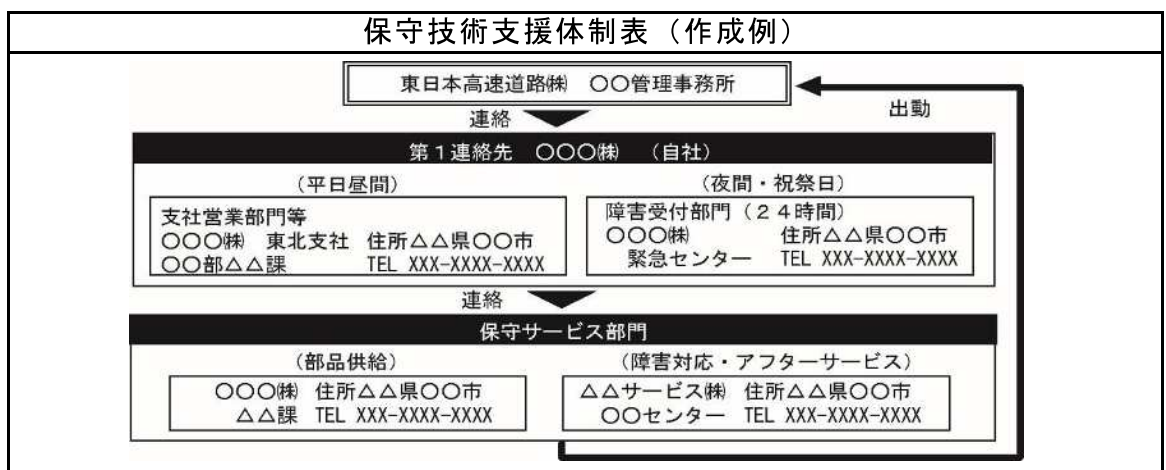 保守技術支援体制表（作成例）
東日本高速道路㈱　〇〇管理事務所
出動
連絡
第１連絡先　〇〇〇㈱　（自社）
（平日昼間）
支社営業部門等
〇〇〇㈱　東北支社　住所△△県〇〇市
〇〇部△△課　TEL XXX-XXXX-XXXX
（夜間・祝祭日）
障害受付部門（２４時間）
〇〇〇㈱　住所△△県〇〇市
緊急センター　TEL XXX-XXXX-XXXX
連絡
保守サービス部門
（部品供給）
〇〇〇㈱　住所△△県〇〇市
△△課　TEL XXX-XXXX-XXXX
（障害対応・アフターサービス）
△△サービス㈱　住所△△県〇〇市
〇〇センター　TEL XXX-XXXX-XXXX